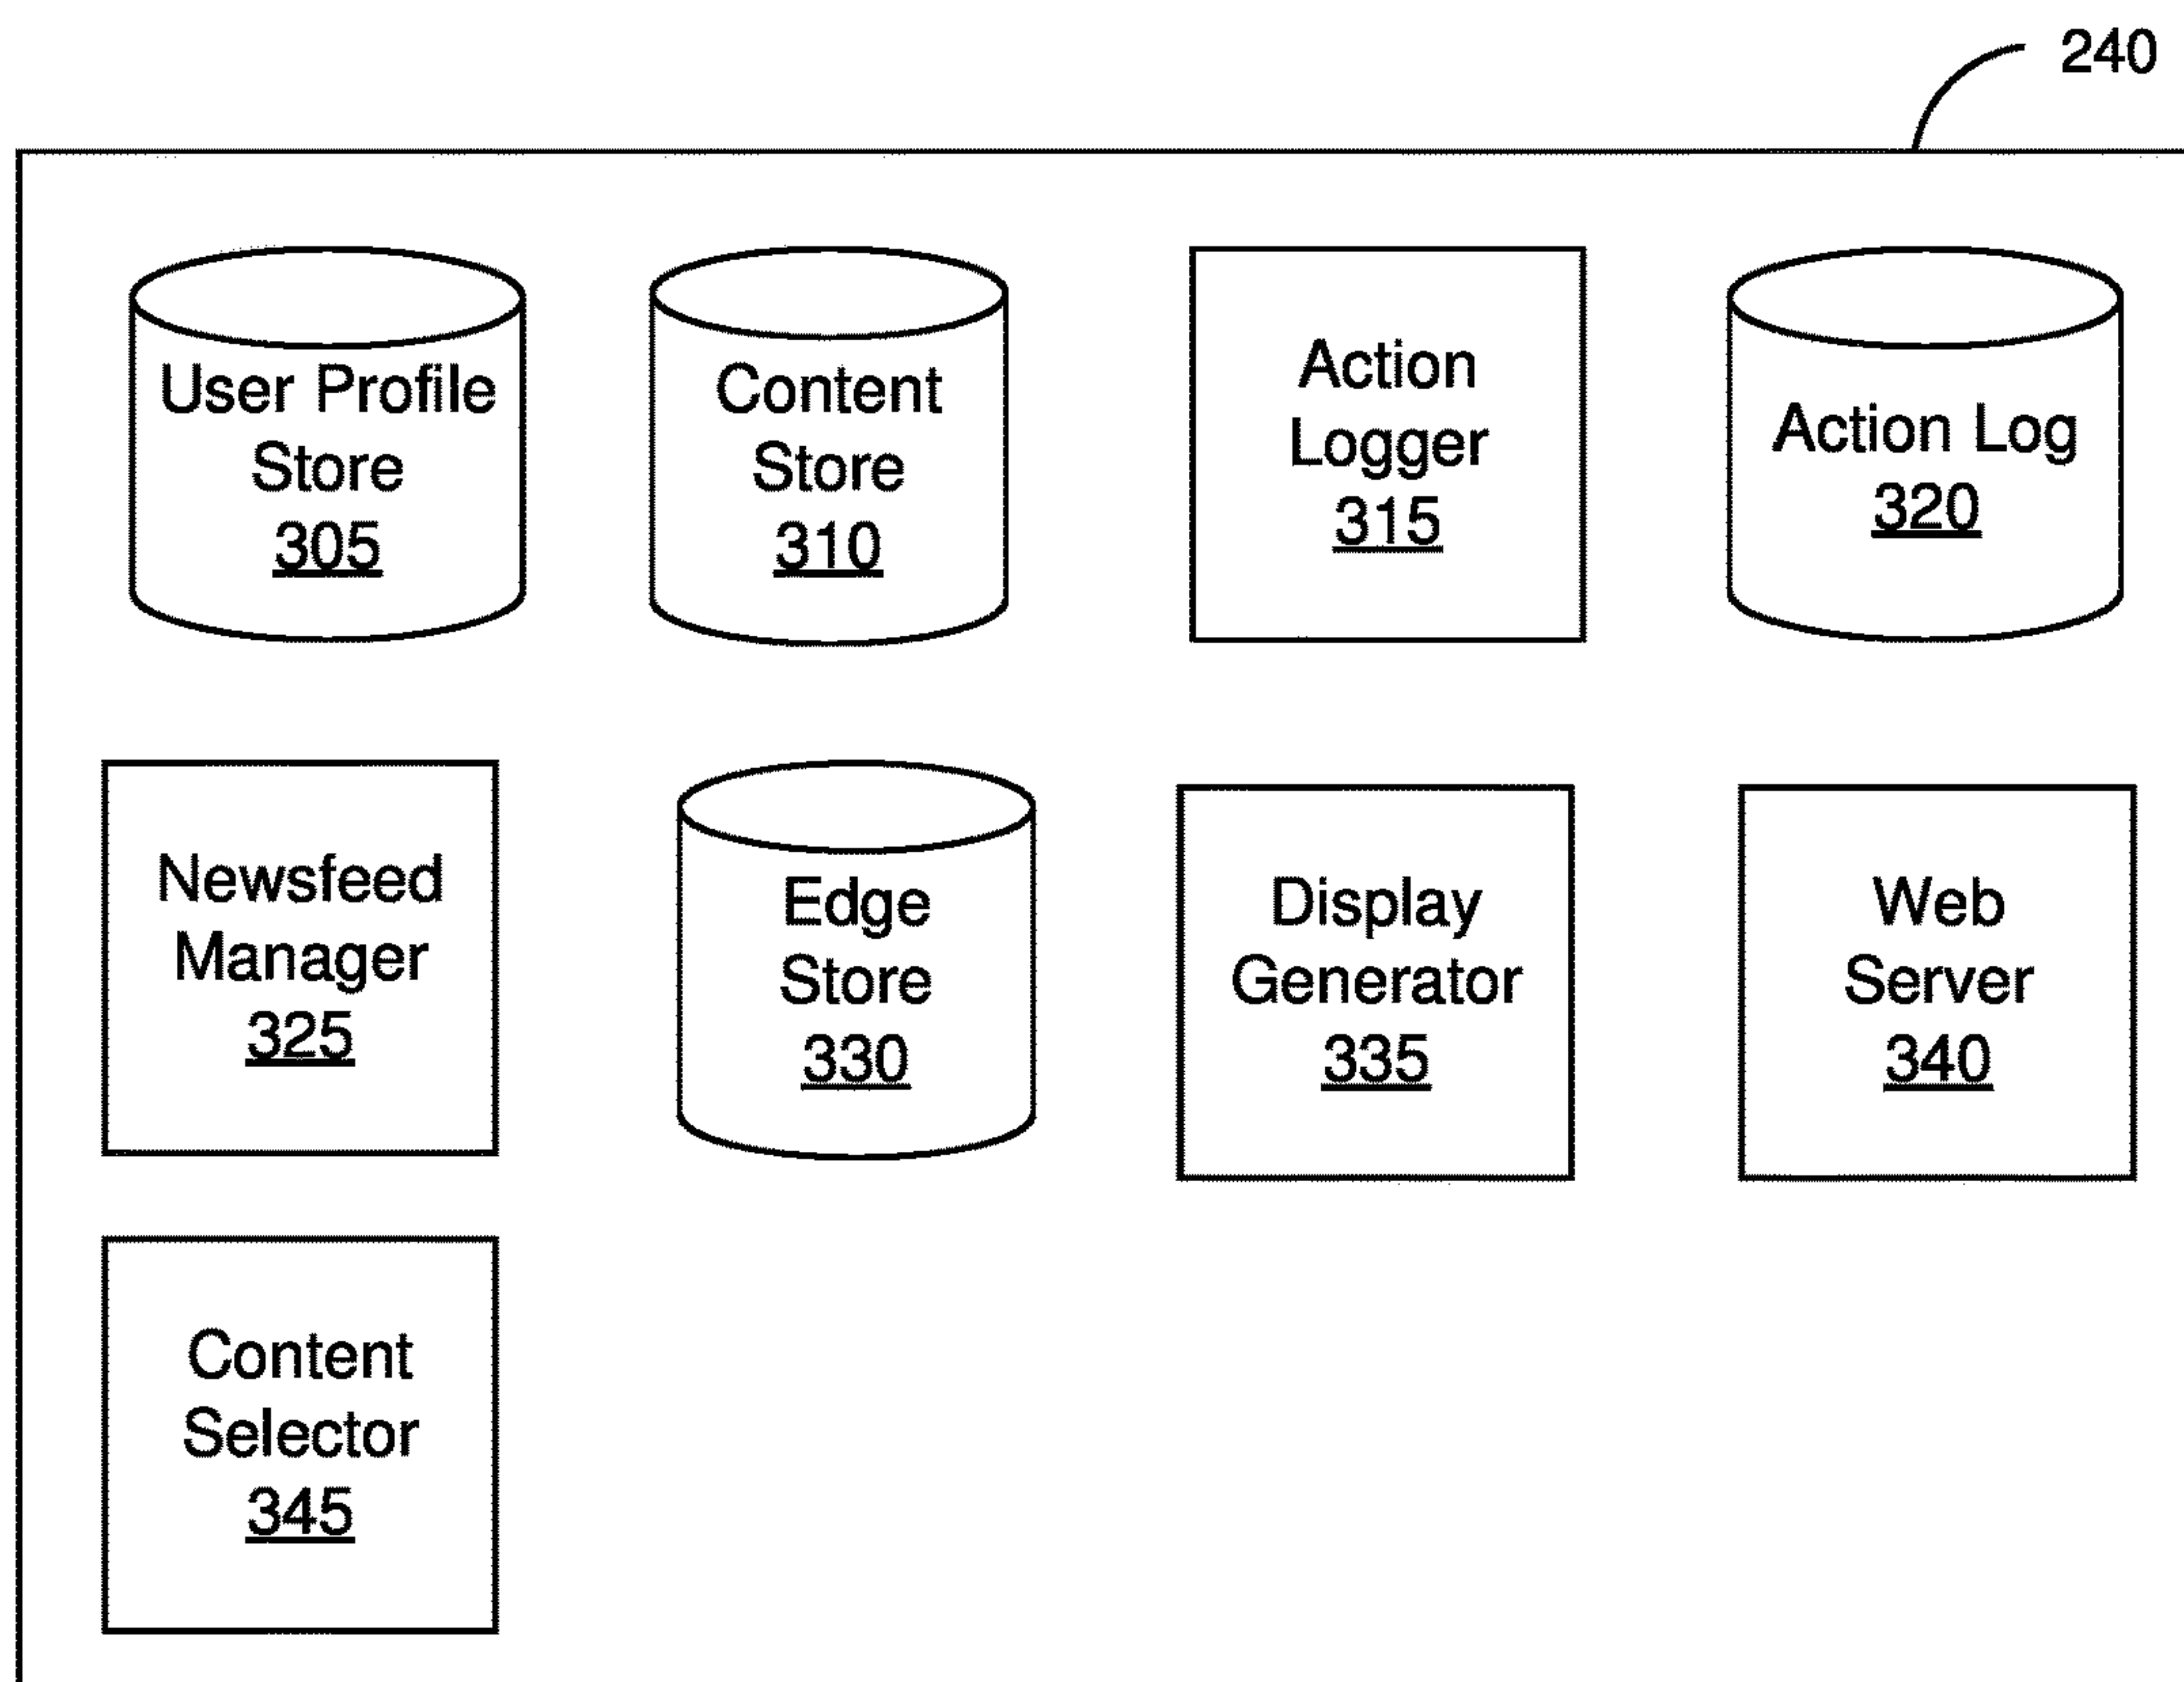 240
User Profile
Store
305
Content
Store
310
Action
Logger
315
Action Log
320
Newsfeed
Manager
325
Edge
Store
330
Display
Generator
335
Web
Server
340
Content
Selector
345